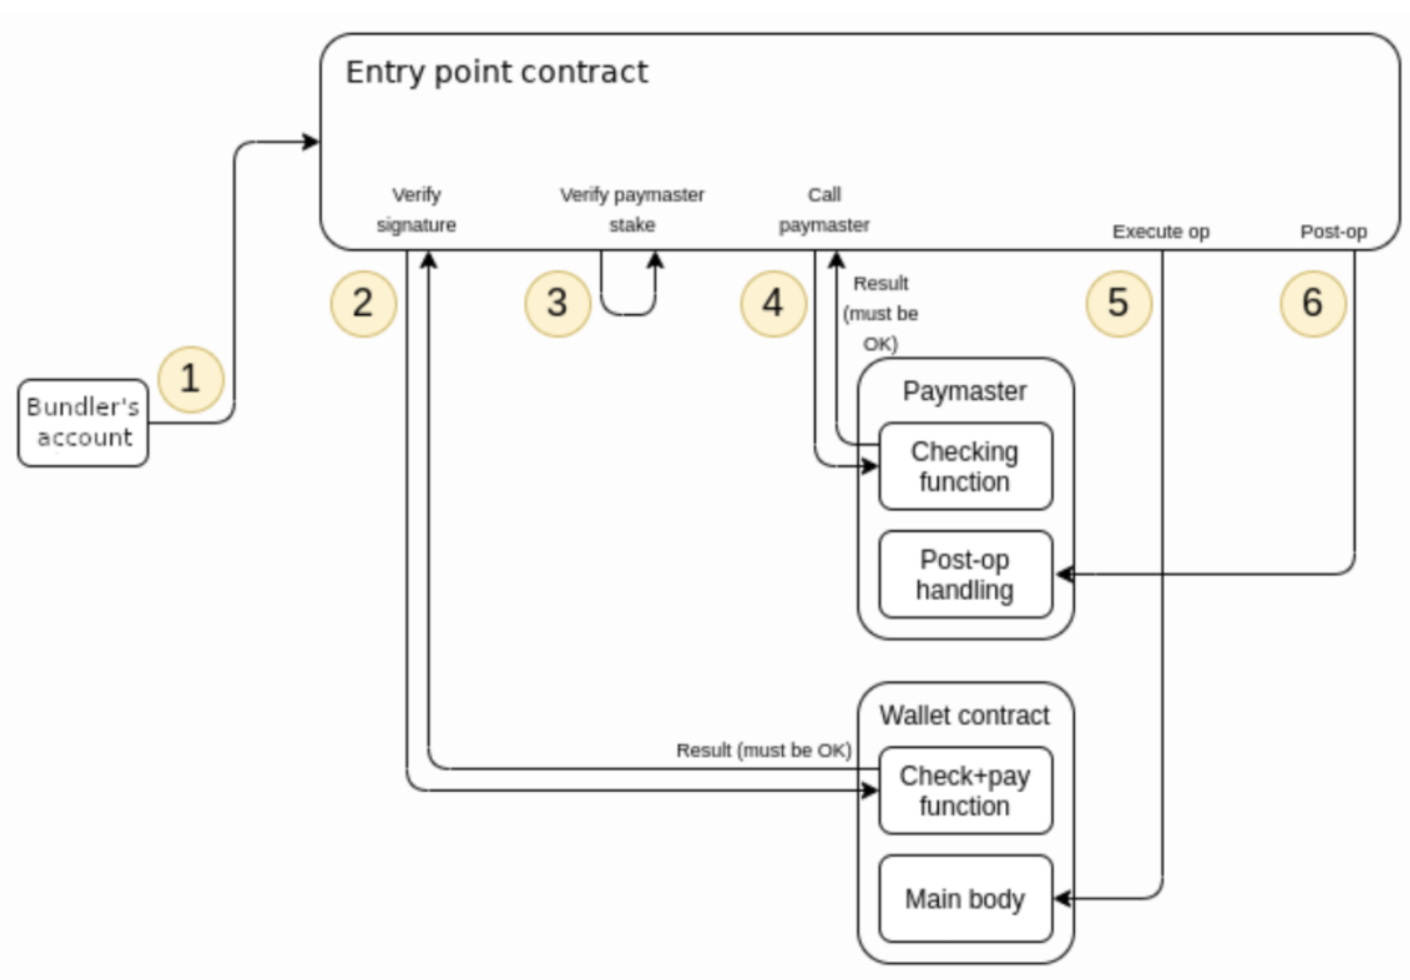 Entry point contract
Verify
signature
Verify paymaster
stake
Call
paymaster
Execute op
Post-op
2
3
4
5
6
Result
(must be
OK)
1
Bundler's
account
Paymaster
Checking
function
Post-op
handling
Wallet contract
Result (must be OK)
Check+pay
function
Main body